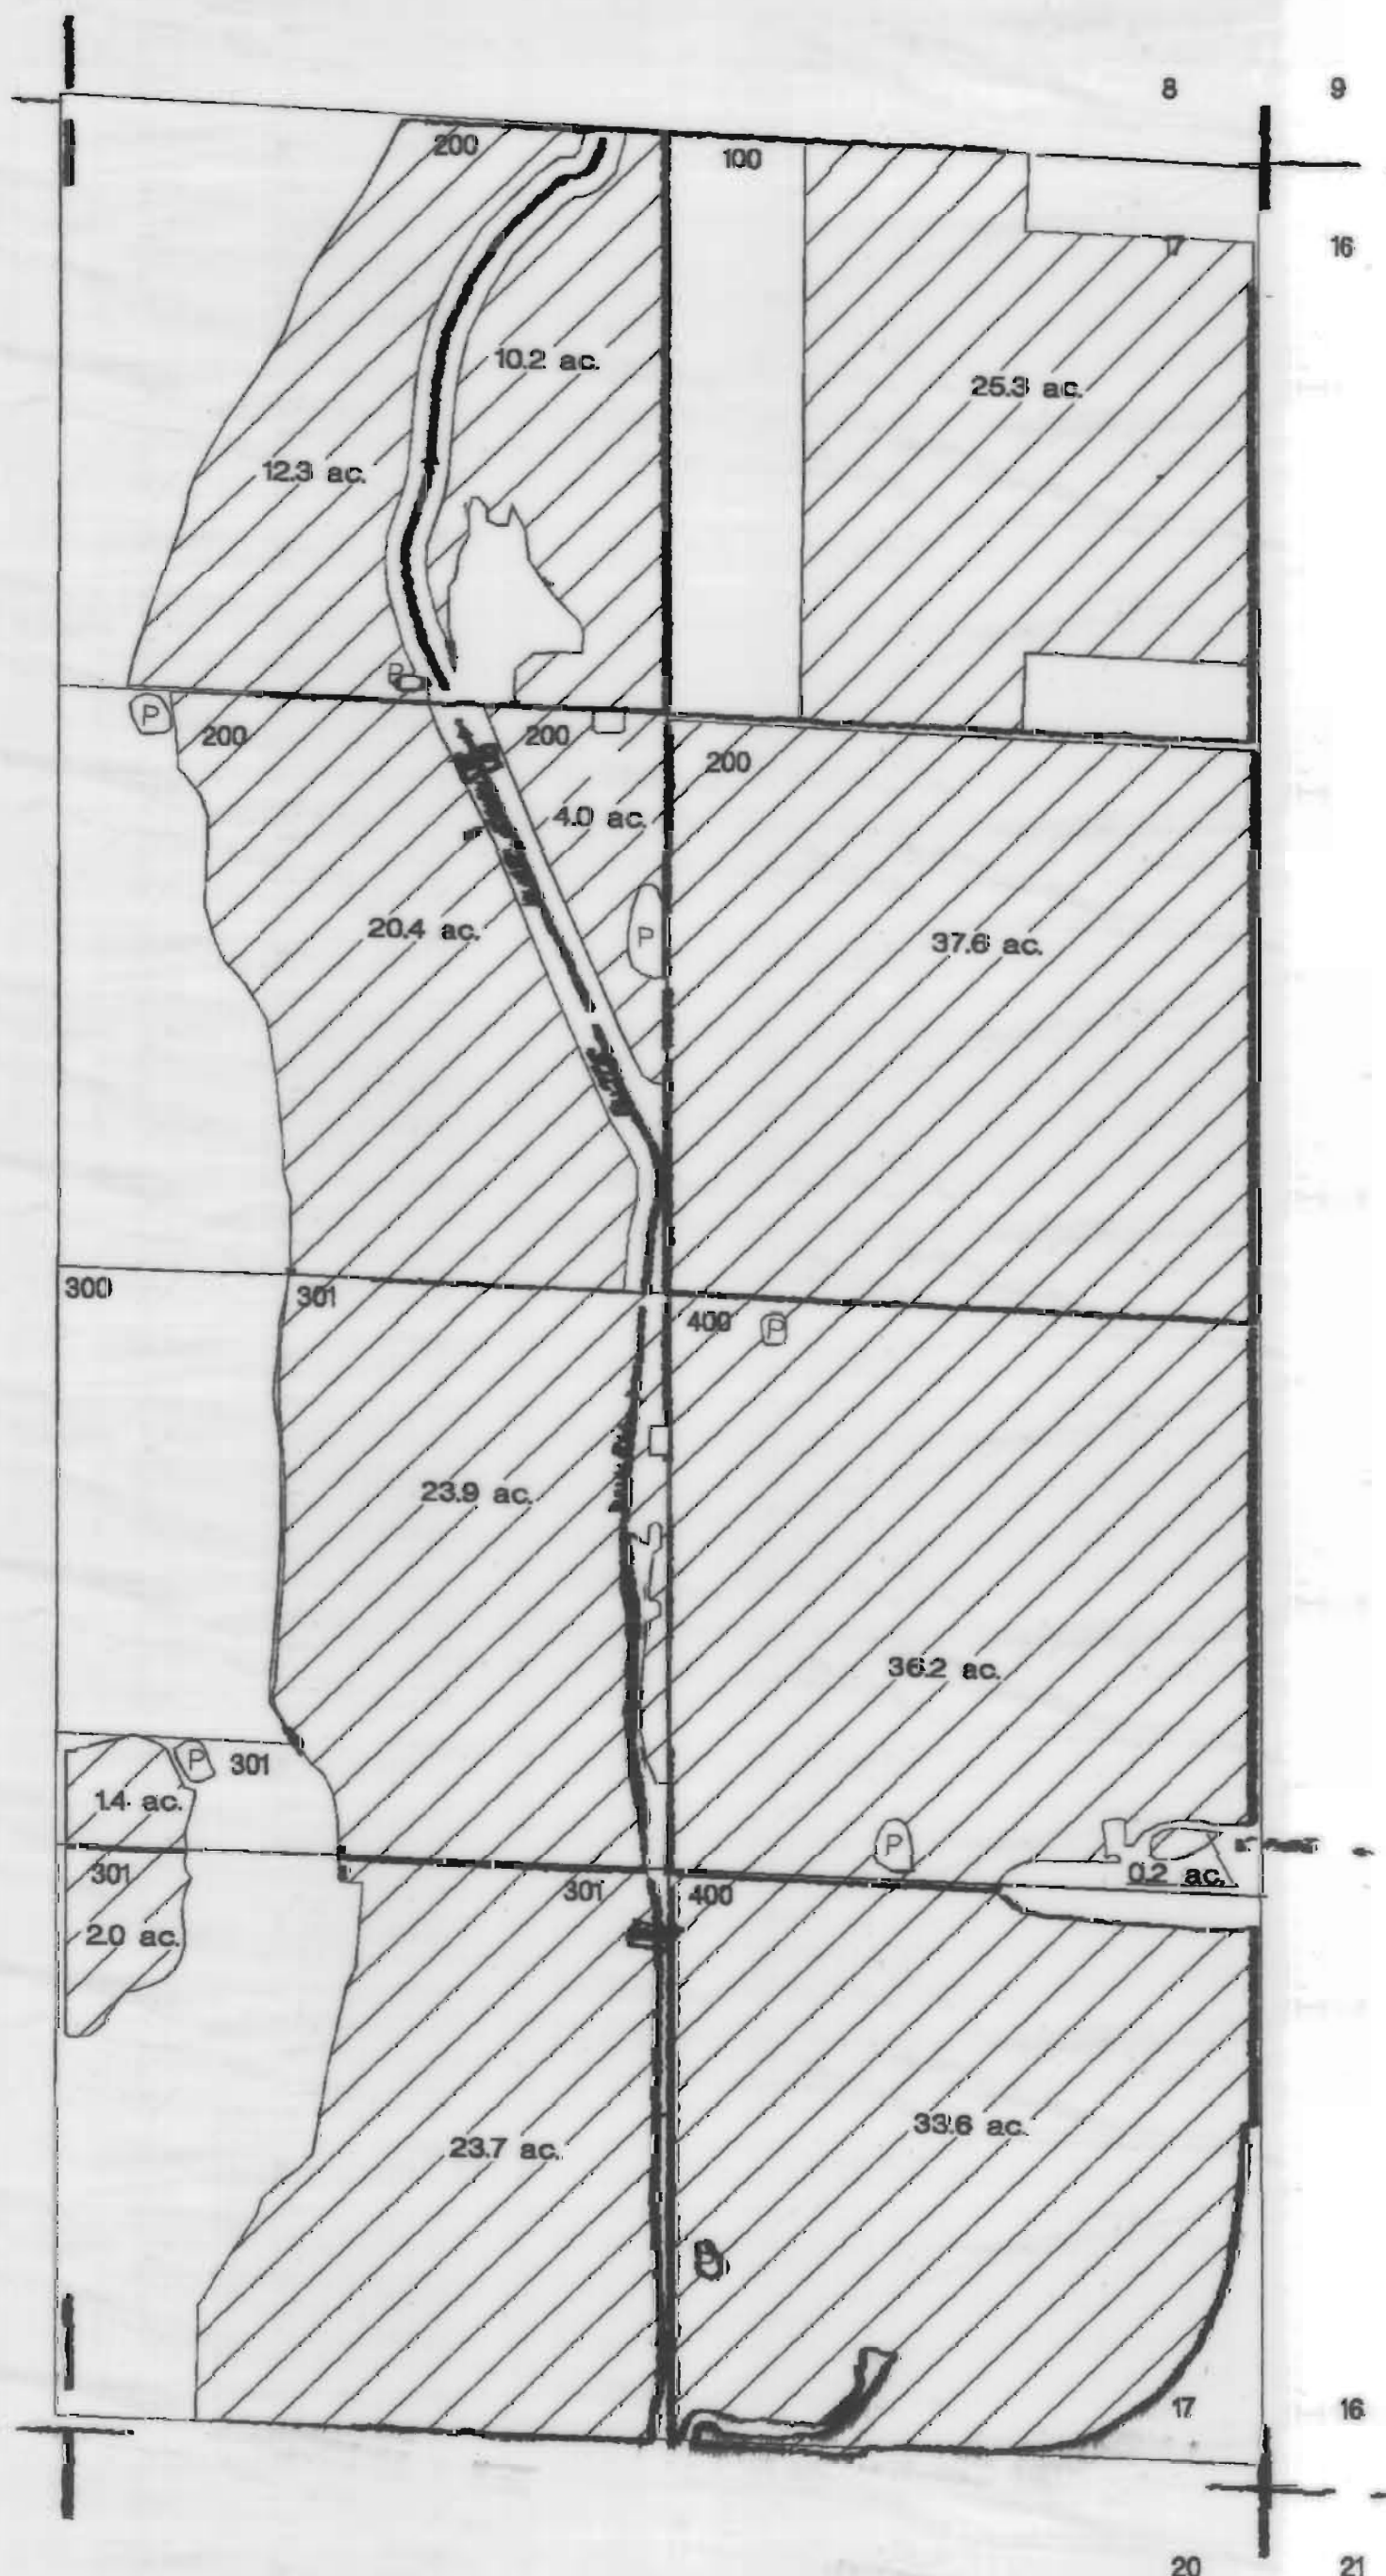 8 9
200 100
17 16
10.2 ac.
25.3 ac.
12.3 ac.
P
P
200 200 200
4.0 ac.
20.4 ac. P 37.6 ac.
300 301
400 P
23.9 ac.
36.2 ac.
P 301
1.4 ac.
P
301 0.2 ac.
301 400
2.0 ac.
33.6 ac.
23.7 ac.
17 16
20 21